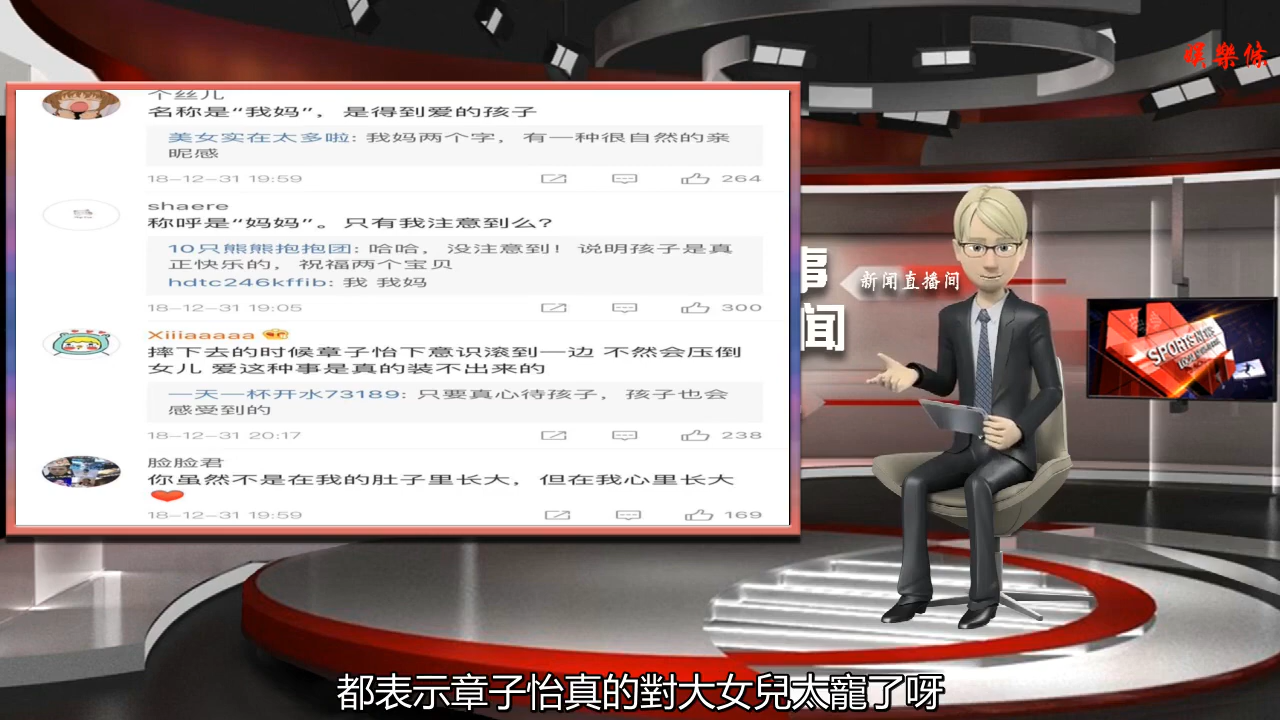 娱樂條
个丝儿
名称是“我妈”，是得到爱的孩子
美女实在太多啦: 我妈两个字，有一种很自然的亲
昵感
18-12-31 19:59
264
shaere
称呼是“妈妈”。只有我注意到么?
10只熊熊抱抱团: 哈哈，没注意到！说明孩子是真
正快乐的，祝福两个宝贝
hdtc246kffib: 我 我妈
18-12-31 19:05
300
Xiiiaaaaa
摔下去的时候章子怡下意识滚到一边 不然会压倒
女儿 爱这种事是真的装不出来的
一天一杯开水73189: 只要真心待孩子，孩子也会
感受到的
18-12-31 20:17
238
脸脸君
你虽然不是在我的肚子里长大，但在我心里长大
18-12-31 19:59
169
事
闻
新闻直播间
SPORTS
都表示章子怡真的對大女兒太寵了呀